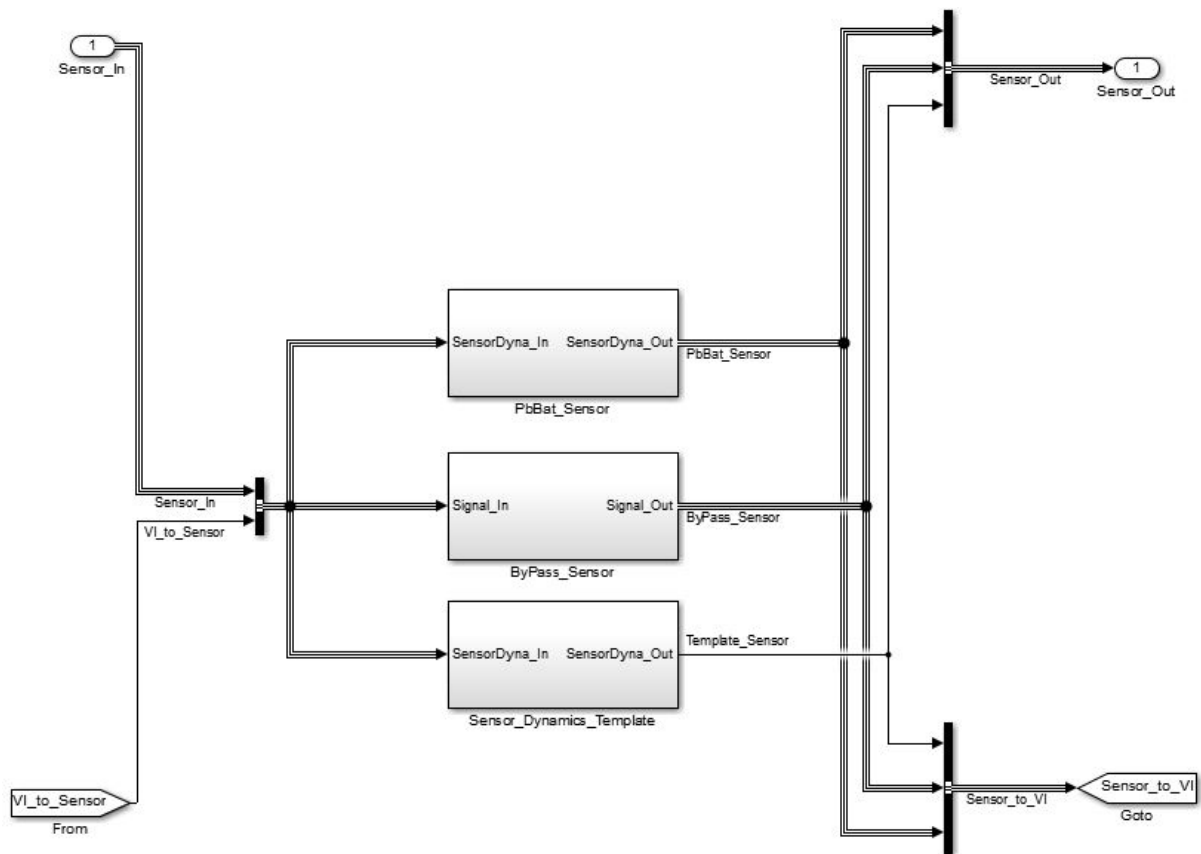 1
Sensor_In
Sensor_Out
1
Sensor_Out
SensorDyna_In SensorDyna_Out
PbBat_Sensor
PbBat_Sensor
Sensor_In
VI_to_Sensor
Signal_In Signal_Out
ByPass_Sensor
ByPass_Sensor
Template_Sensor
SensorDyna_In SensorDyna_Out
Sensor_Dynamics_Template
VI_to_Sensor
From
Sensor_to_VI
Sensor_to_VI
Goto